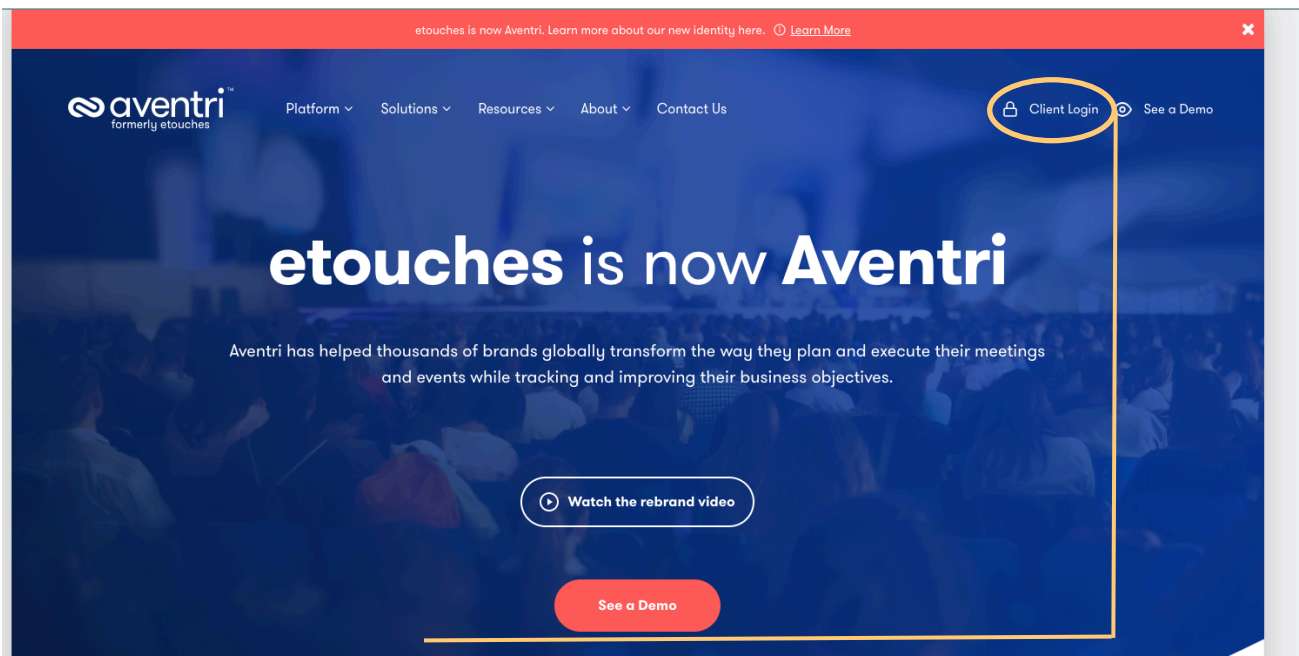 etouches is now Aventri. Learn more about our new identity here. Learn More
aventri™
formerly etouches
Platform
Solutions
Resources
About
Contact Us
Client Login
See a Demo
etouches is now Aventri
Aventri has helped thousands of brands globally transform the way they plan and execute their meetings
and events while tracking and improving their business objectives.
Watch the rebrand video
See a Demo